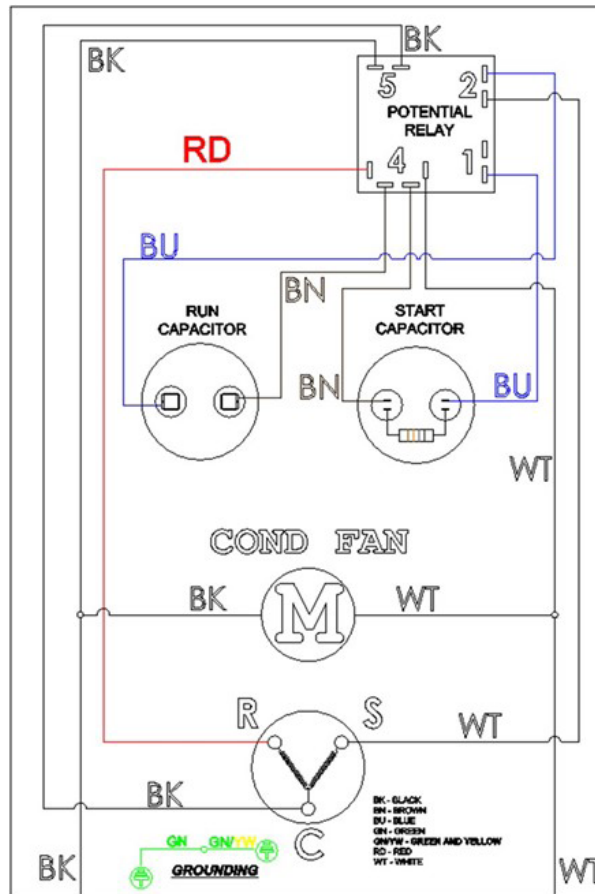 BK
BK
5
2
POTENTIAL
RELAY
RD
4
1
BU
BN
RUN
CAPACITOR
START
CAPACITOR
BN
BU
WT
COND FAN
BK
M
WT
R
S
WT
BK
C
BK - BLACK
BN - BROWN
BU - BLUE
GN - GREEN
GN/YW - GREEN AND YELLOW
RD - RED
WT - WHITE
GN
GN/YW
GROUNDING
BK
WT